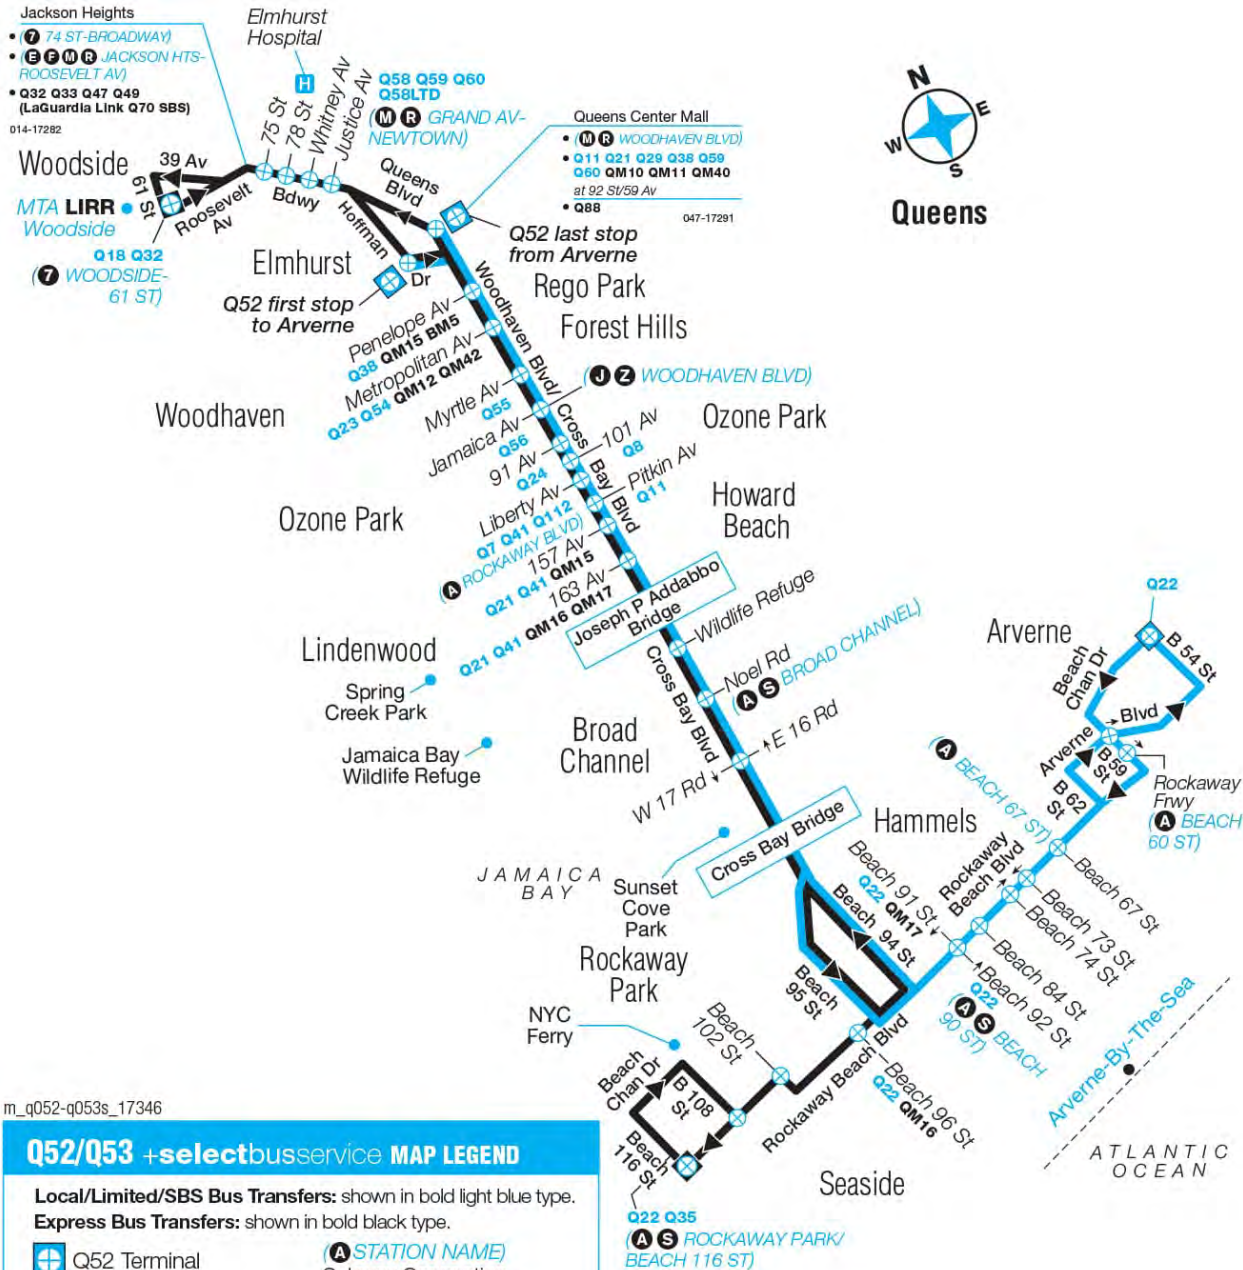 Jackson Heights
• (7 74 ST-BROADWAY)
• (E F M R JACKSON HTS-
ROOSEVELT AV)
• Q32 Q33 Q47 Q49
(LaGuardia Link Q70 SBS)
014-17282
Elmhurst
Hospital
H
75 St
78 St
Whitney Av
Justice Av
Q58 Q59 Q60
Q58LTD
(M R GRAND AV-
NEWTOWN)
Queens Center Mall
• (M R WOODHAVEN BLVD)
• Q11 Q21 Q29 Q38 Q59
Q60 QM10 QM11 QM40
at 92 St/59 Av
• Q88
047-17291
N
E
W
S
Queens
Woodside
39 Av
61 St
MTA LIRR
Woodside
Roosevelt
Av
Bdwy
Hoffman
Dr
Queens
Blvd
Q18 Q32
(7 WOODSIDE-
61 ST)
Elmhurst
Q52 last stop
from Arverne
Q52 first stop
to Arverne
Rego Park
Forest Hills
Woodhaven Blvd/
Cross
Bay
Blvd
Penelope Av
Q38 QM15 BM5
Metropolitan Av
Q23 Q54 QM12 QM42
Myrtle Av
Q55
(J Z WOODHAVEN BLVD)
Woodhaven
Jamaica Av
Q56
91 Av
Q24
101 Av
Q8
Ozone Park
Liberty Av
Q7 Q41 Q112
(A ROCKAWAY BLVD)
Pitkin Av
Q11
Ozone Park
Howard
Beach
157 Av
Q21 Q41 QM15
163 Av
Q21 Q41 QM16 QM17
Joseph P Addabbo
Bridge
Lindenwood
Spring
Creek Park
Jamaica Bay
Wildlife Refuge
Wildlife Refuge
Cross Bay Blvd
Noel Rd
(A S BROAD CHANNEL)
Broad
Channel
E 16 Rd
W 17 Rd
Cross Bay Bridge
JAMAICA
BAY
Sunset
Cove
Park
Hammels
Arverne
Q22
B 54 St
Beach
Chan Dr
Arverne
Blvd
B 59
St
B 62
St
Rockaway
Frwy
(A BEACH
60 ST)
(A BEACH 67 ST)
Beach 67 St
Rockaway
Beach Blvd
Beach 73 St
Beach 74 St
Beach 84 St
Beach 91 St
Q22 QM17
Beach 92 St
Q22
(A S BEACH
90 ST)
Beach 94 St
Beach
95 St
Rockaway
Park
NYC
Ferry
Beach
102 St
Rockaway Beach Blvd
Beach 96 St
Q22 QM16
Beach
Chan Dr
B 108
St
Beach
116 St
Q22 Q35
(A S ROCKAWAY PARK/
BEACH 116 ST)
Seaside
Arverne-By-The-Sea
ATLANTIC
OCEAN
m_q052-q053s_17346
Q52/Q53 +selectbusservice MAP LEGEND
Local/Limited/SBS Bus Transfers: shown in bold light blue type.
Express Bus Transfers: shown in bold black type.
Q52 Terminal
(A STATION NAME)